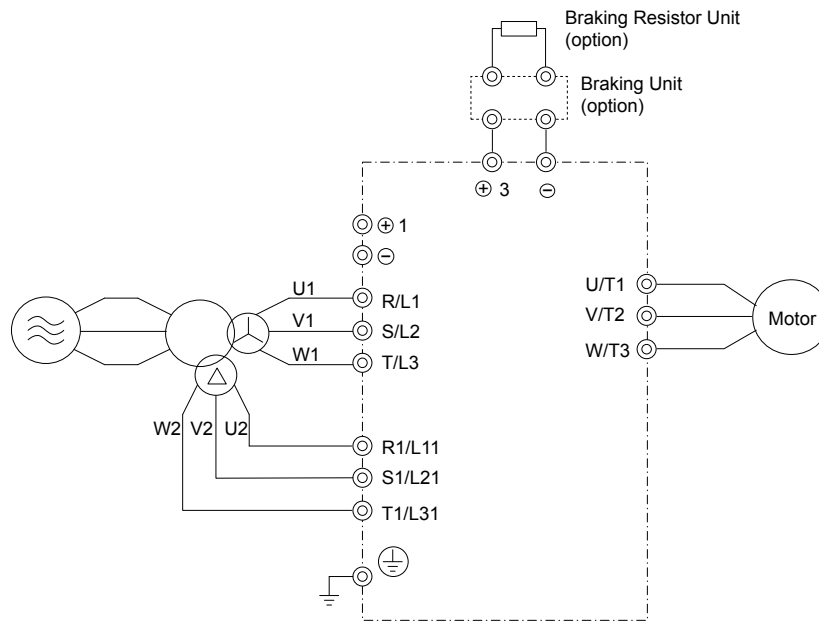 Braking Resistor Unit
(option)
Braking Unit
(option)
⊕ 3
⊖
⊕ 1
⊖
U1
R/L1
V1
S/L2
W1
T/L3
U/T1
V/T2
W/T3
Motor
W2
V2
U2
R1/L11
S1/L21
T1/L31